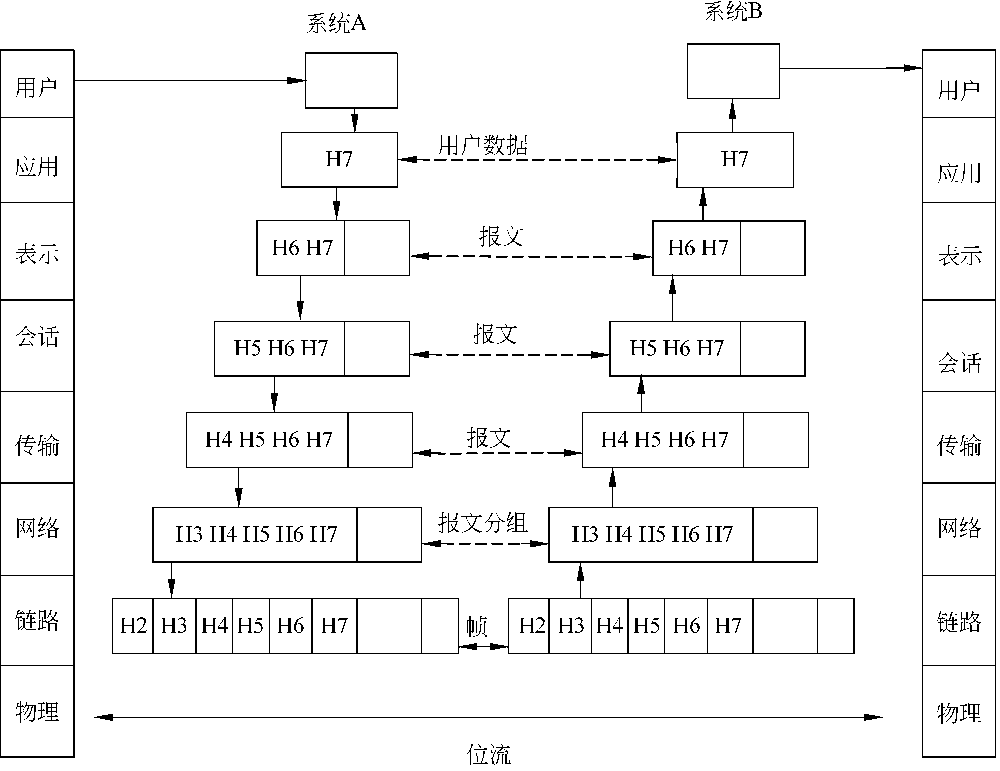 系统A
系统B
用户
用户
应用
H7
用户数据
H7
应用
表示
H6 H7
报文
H6 H7
表示
会话
H5 H6 H7
报文
H5 H6 H7
会话
传输
H4 H5 H6 H7
报文
H4 H5 H6 H7
传输
网络
H3 H4 H5 H6 H7
报文分组
H3 H4 H5 H6 H7
网络
链路
H2 H3 H4 H5 H6 H7
帧
H2 H3 H4 H5 H6 H7
链路
物理
物理
位流